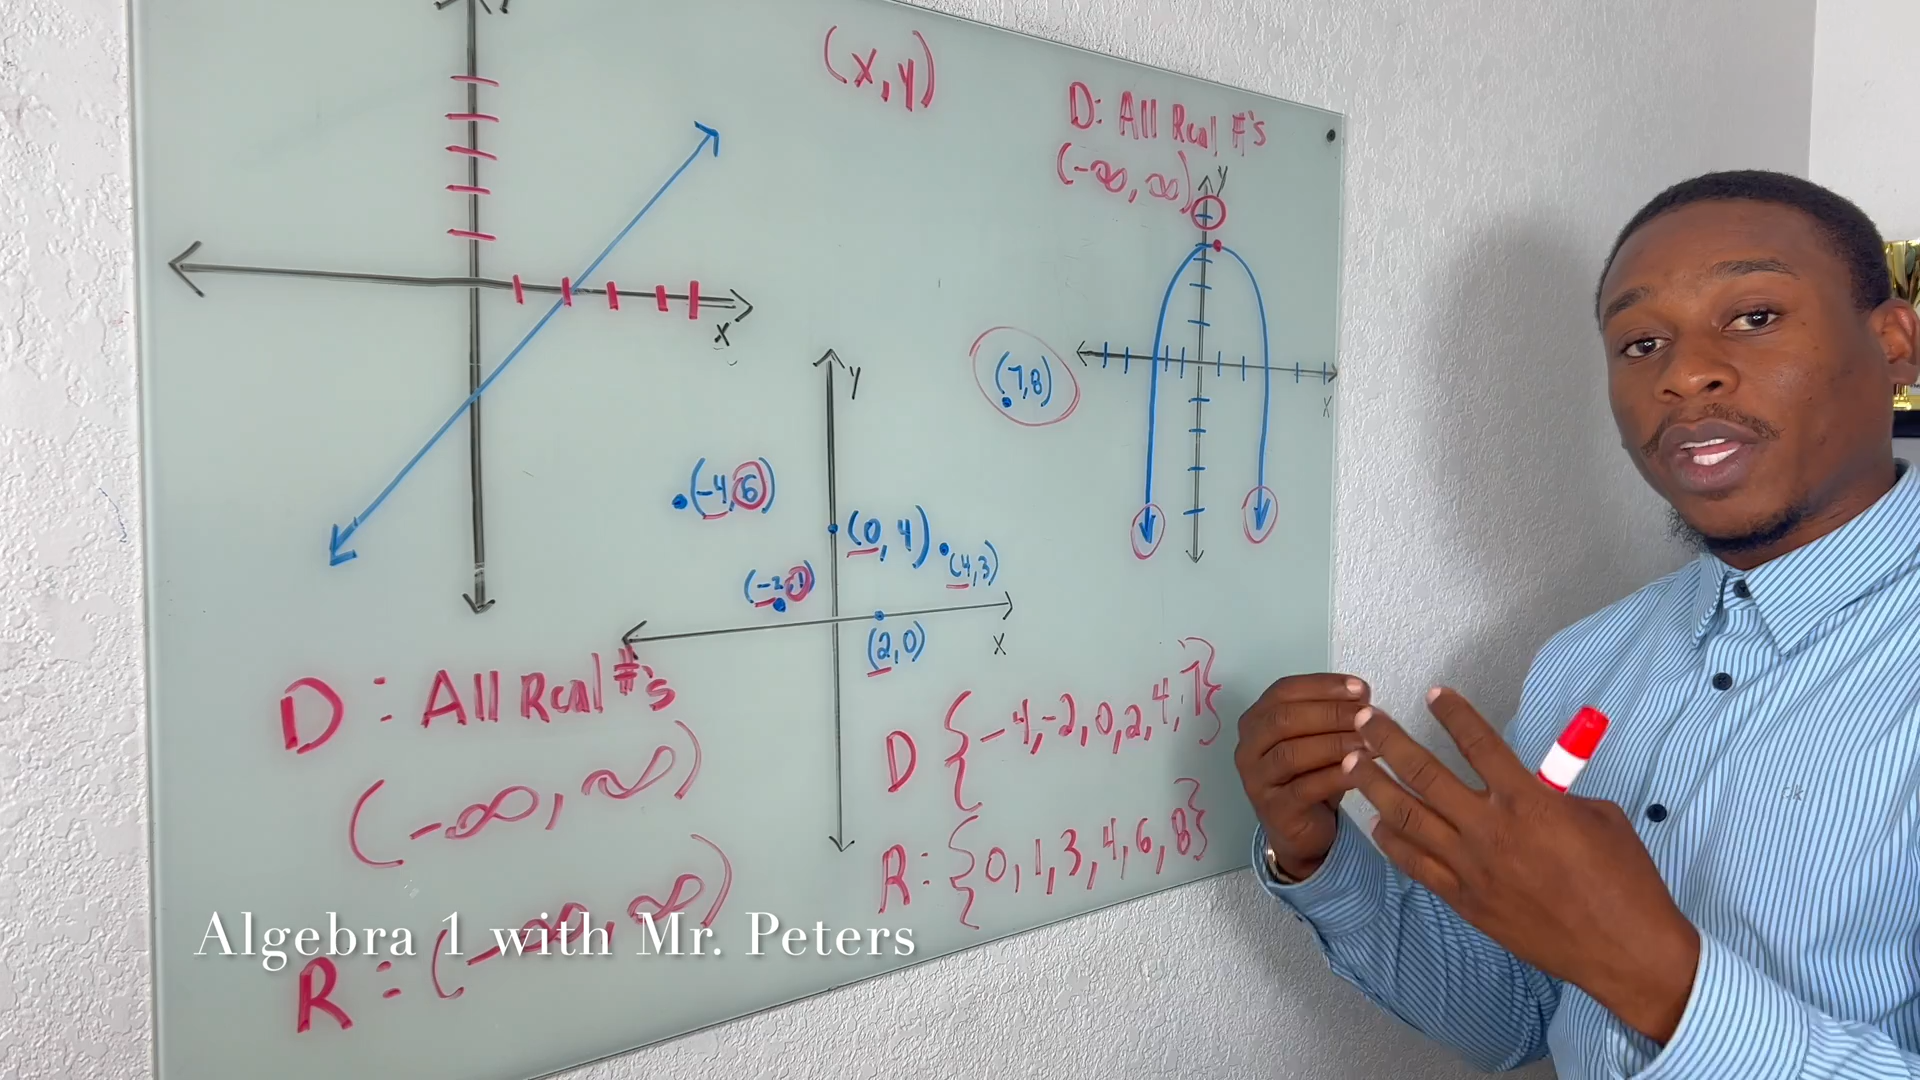 (x,y)
D: All Real #'s
(-∞, ∞)
y
x
x
y
(7,8)
(-4,6)
(0,4)
(4,3)
(-2,1)
(2,0)
x
D: All Real #'s
(-∞, ∞)
R: (-∞, ∞)
D {-4,-2,0,2,4,7}
R: {0,1,3,4,6,8}
Algebra 1 with Mr. Peters
ck